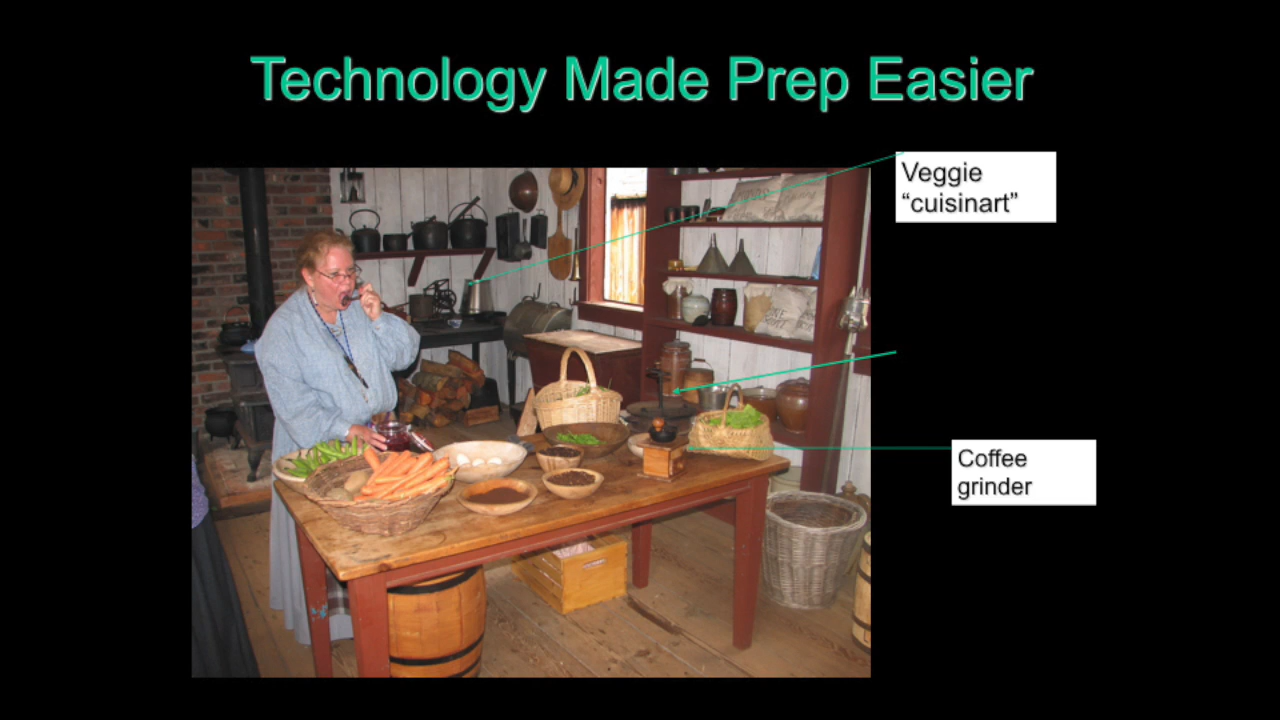 Technology Made Prep Easier
Veggie
“cuisinart”
Coffee
grinder